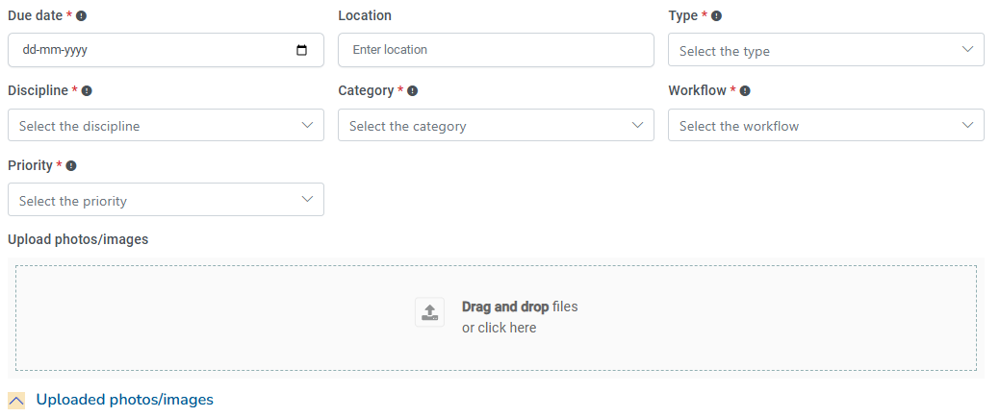 Due date * Location Type *
dd-mm-yyyy Enter location Select the type
Discipline * Category * Workflow *
Select the discipline Select the category Select the workflow
Priority *
Select the priority
Upload photos/images
Drag and drop files
or click here
Uploaded photos/images